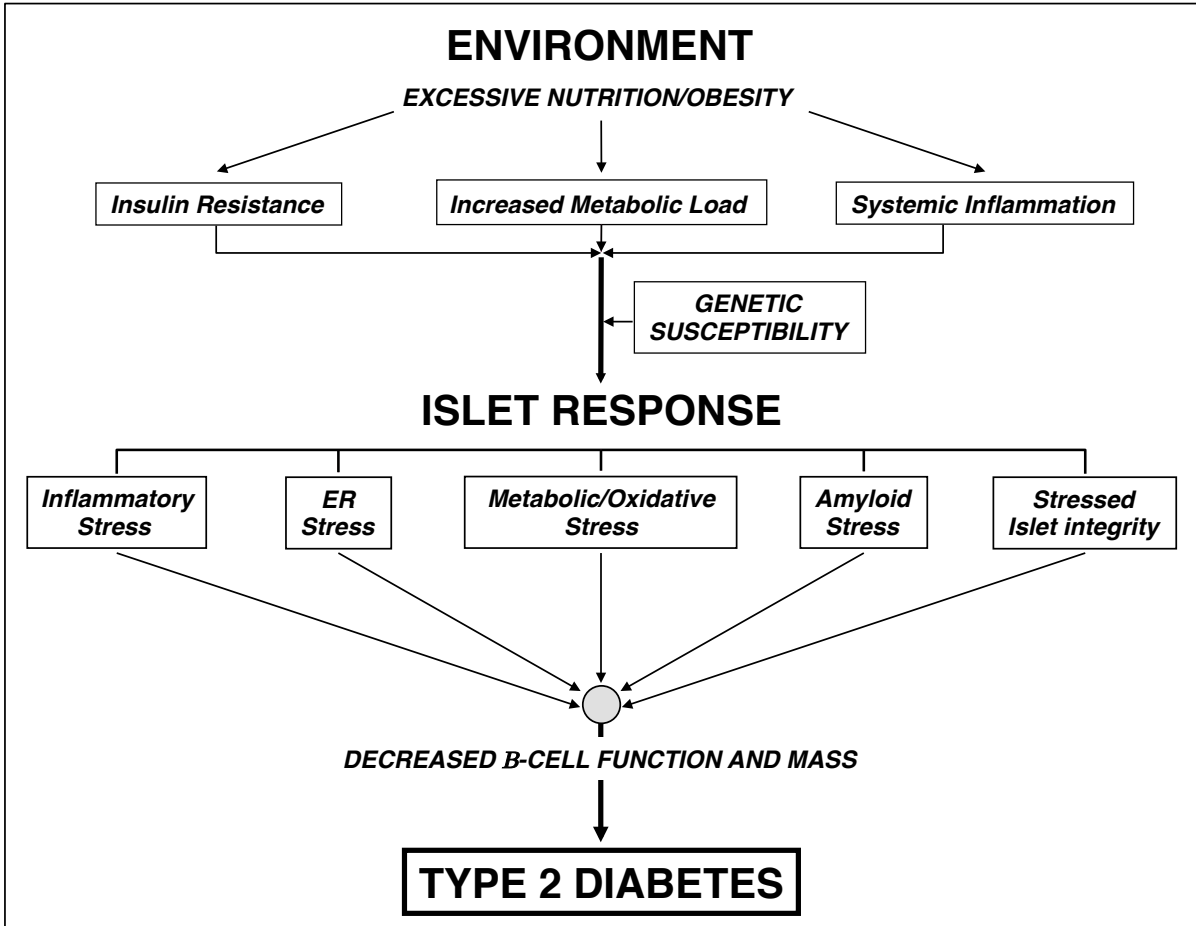 ENVIRONMENT
EXCESSIVE NUTRITION/OBESITY
Insulin Resistance
Increased Metabolic Load
Systemic Inflammation
GENETIC
SUSCEPTIBILITY
ISLET RESPONSE
Inflammatory
Stress
ER
Stress
Metabolic/Oxidative
Stress
Amyloid
Stress
Stressed
Islet integrity
DECREASED B-CELL FUNCTION AND MASS
TYPE 2 DIABETES